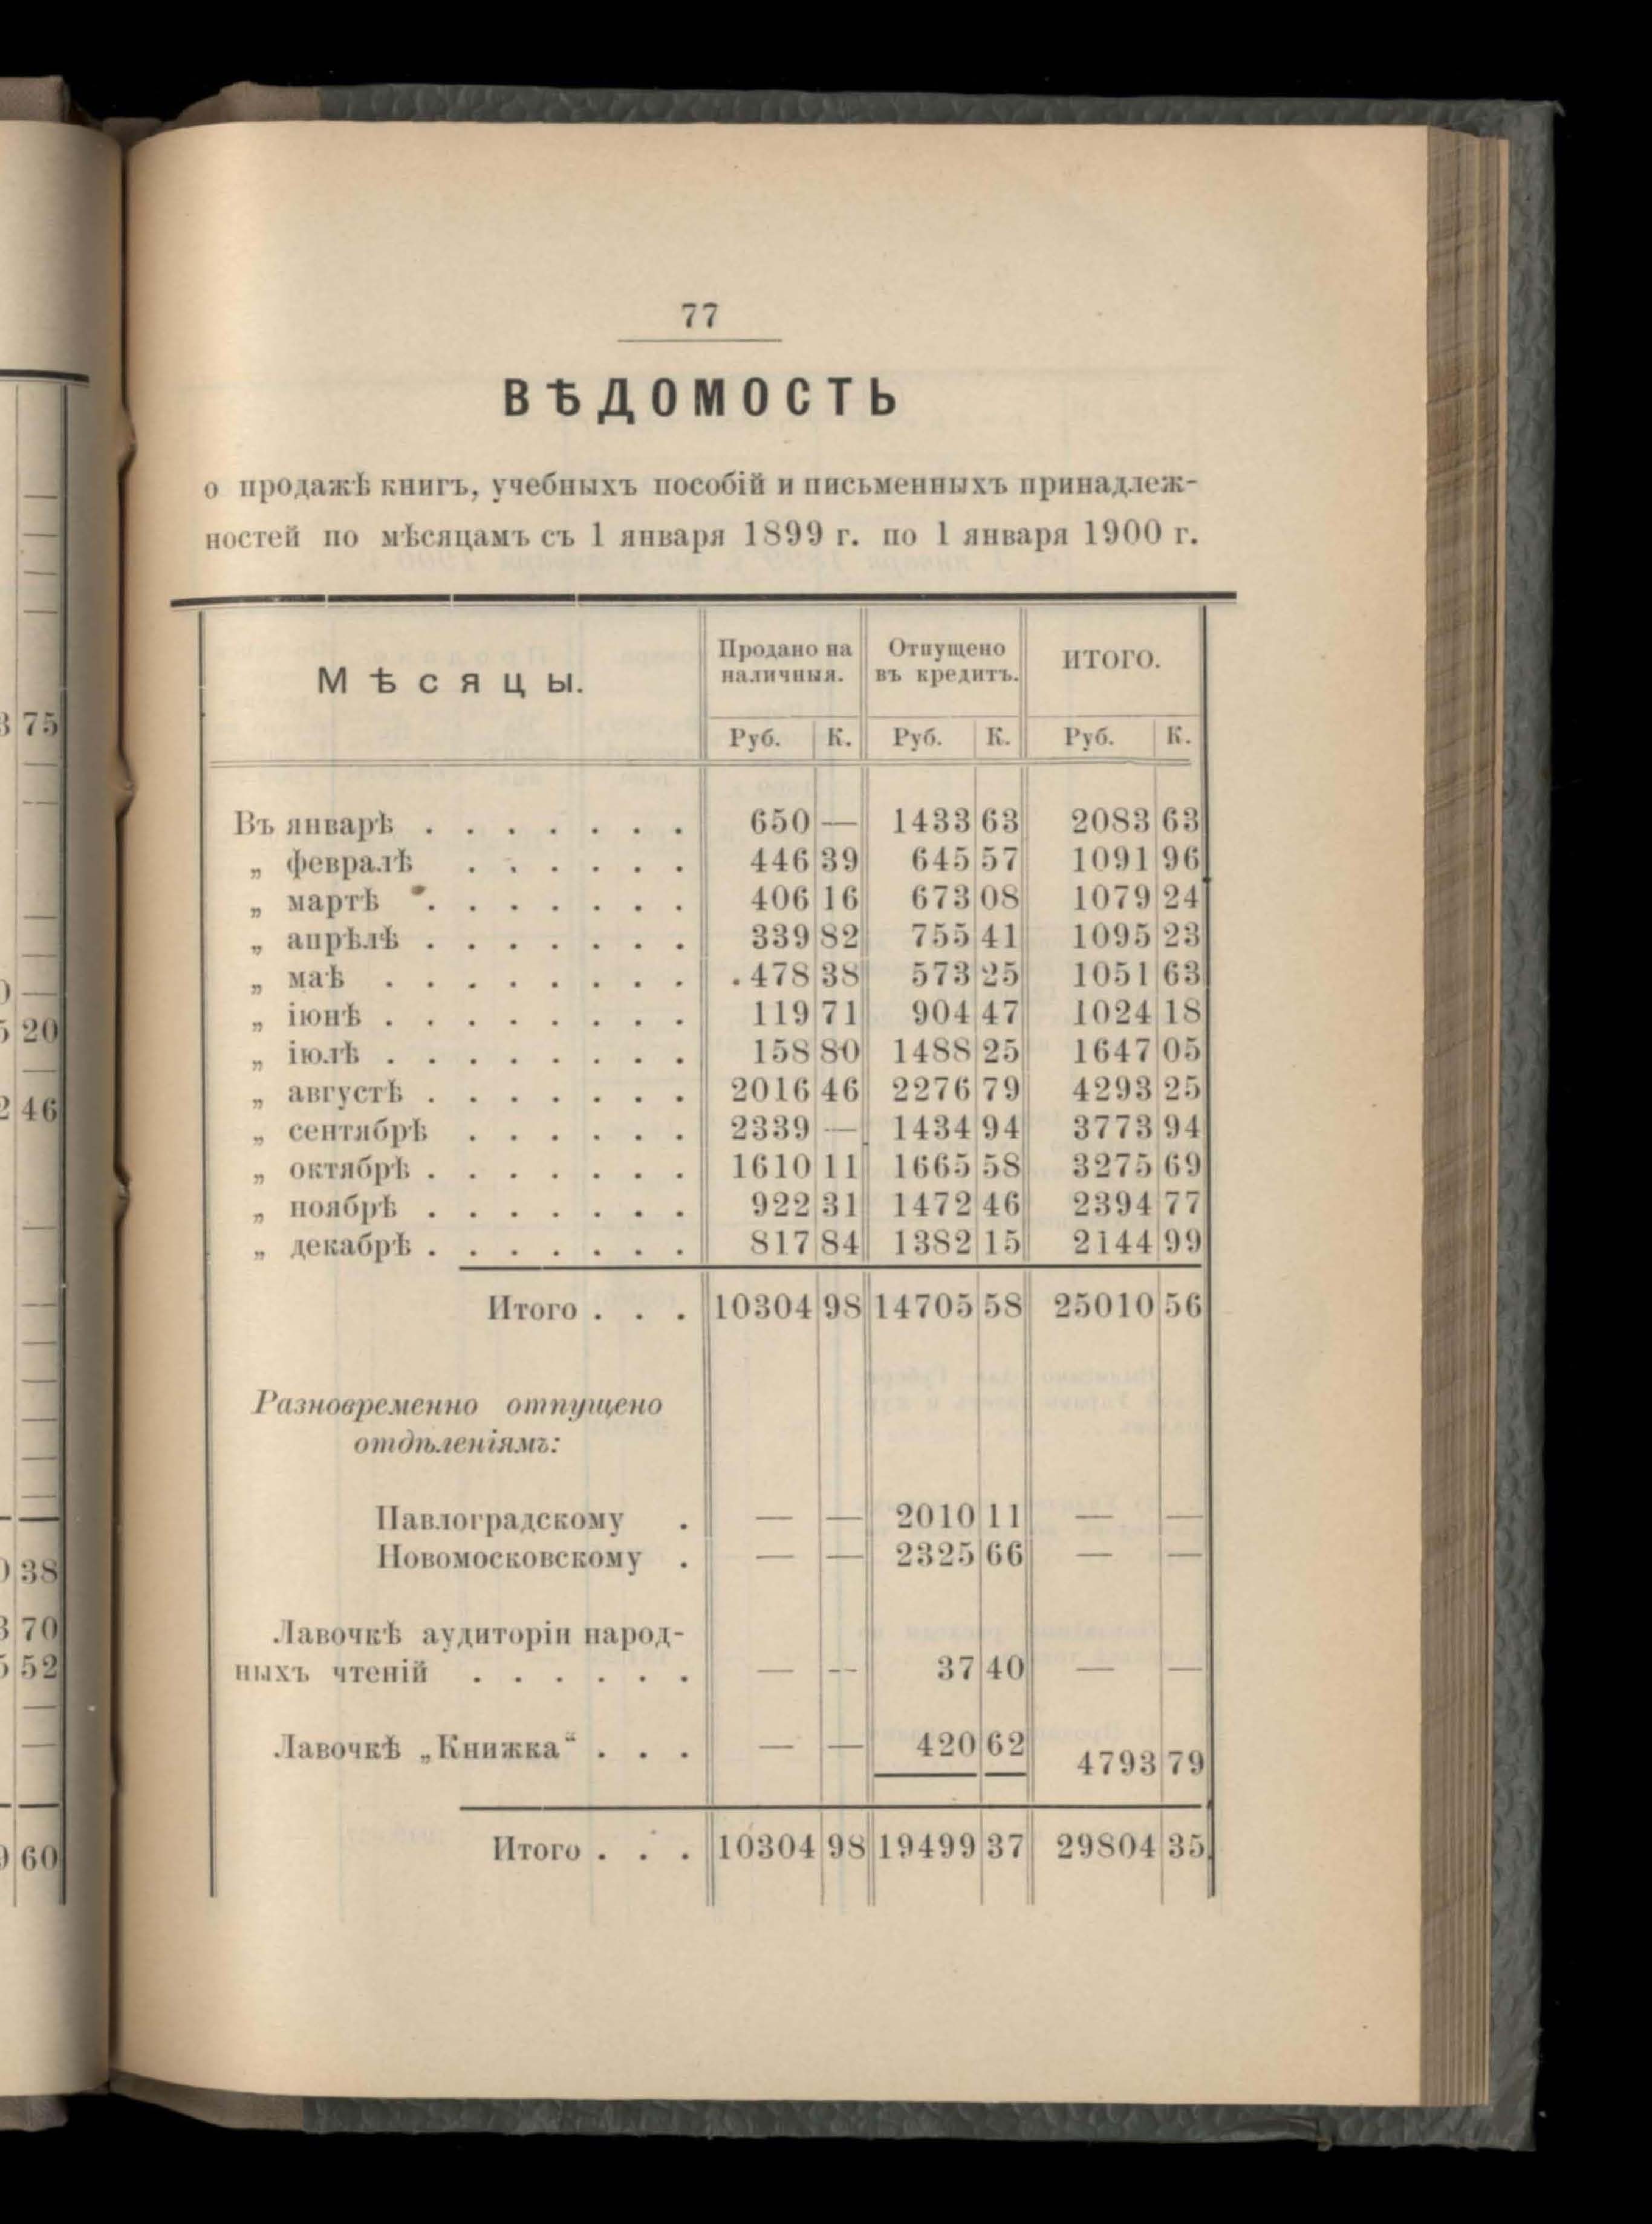 77
ВѢДОМОСТЬ
о продажѣ книгъ, учебныхъ пособій и письменныхъ принадлеж-
ностей по мѣсяцамъ съ 1 января 1899 г. по 1 января 1900 г.
Мѣсяцы. Продано на наличныя. Отпущено въ кредитъ. ИТОГО.
Руб. К. Руб. К. Руб. К.
Въ январѣ . . . . . . . 650 — 1433 63 2083 63
„ февралѣ . . . . . . 446 39 645 57 1091 96
„ мартѣ . . . . . . . 406 16 673 08 1079 24
„ апрѣлѣ . . . . . . . 339 82 755 41 1095 23
„ маѣ . . . . . . . . 478 38 573 25 1051 63
„ іюнѣ . . . . . . . . 119 71 904 47 1024 18
„ іюлѣ . . . . . . . . 158 80 1488 25 1647 05
„ августѣ . . . . . . . 2016 46 2276 79 4293 25
„ сентябрѣ . . . . . . 2339 — 1434 94 3773 94
„ октябрѣ . . . . . . . 1610 11 1665 58 3275 69
„ ноябрѣ . . . . . . . 922 31 1472 46 2394 77
„ декабрѣ . . . . . . . 817 84 1382 15 2144 99
Итого . . . 10304 98 14705 58 25010 56
Разновременно отпущено
отдѣленіямъ:
Павлоградскому . — — 2010 11 — —
Новомосковскому . — — 2325 66 — —
Лавочкѣ аудиторіи народ-
ныхъ чтеній . . . . . . — — 37 40 — —
Лавочкѣ „Книжка“ . . . — — 420 62 4793 79
Итого . . . 10304 98 19499 37 29804 35